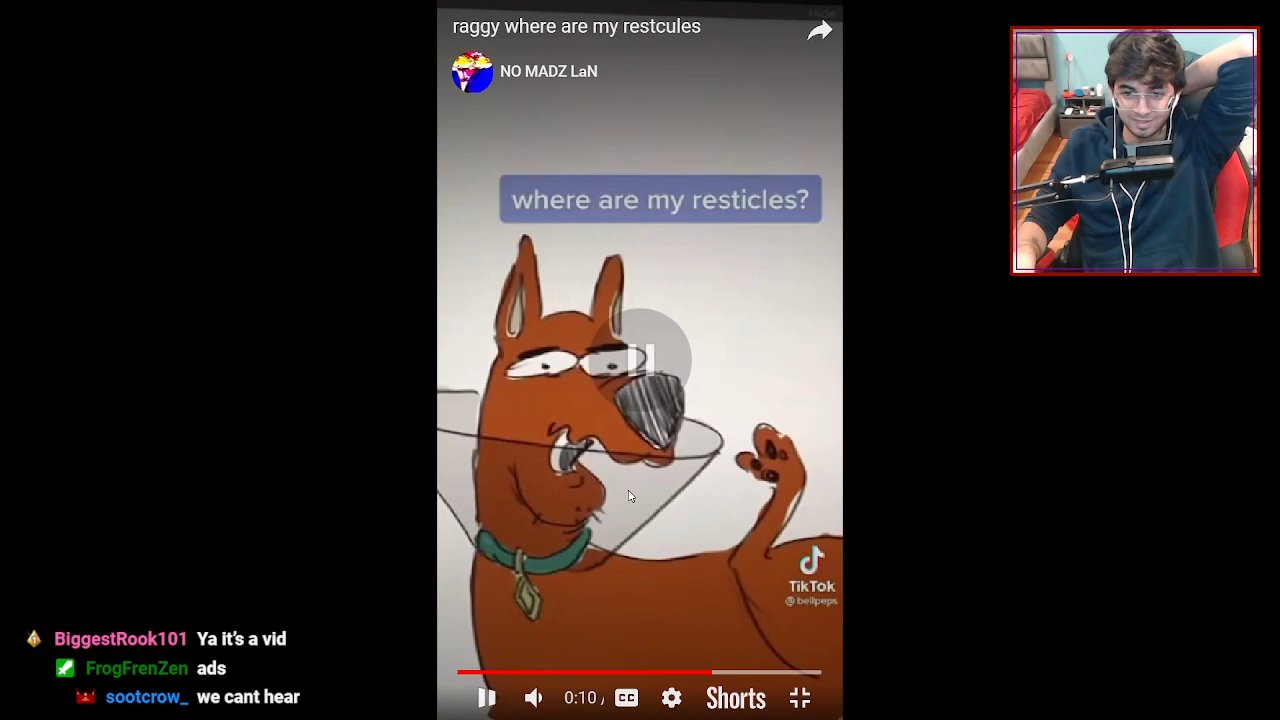 raggy where are my restcules
NO MADZ LaN
where are my resticles?
TikTok
@bellpeps
BiggestRook101 Ya it's a vid
FrogFrenZen ads
sootcrow_ we cant hear
0:10 /
CC
Shorts